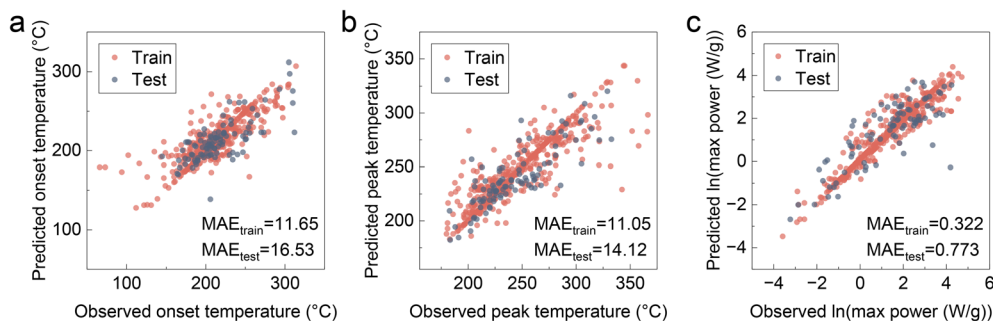 a
Predicted onset temperature (°C)
300
200
100
Train
Test
MAEtrain=11.65
MAEtest=16.53
100
200
300
Observed onset temperature (°C)
b
Predicted peak temperature (°C)
350
300
250
200
Train
Test
MAEtrain=11.05
MAEtest=14.12
200
250
300
350
Observed peak temperature (°C)
c
Predicted ln(max power (W/g))
6
4
2
0
−2
−4
Train
Test
MAEtrain=0.322
MAEtest=0.773
−4
−2
0
2
4
6
Observed ln(max power (W/g))